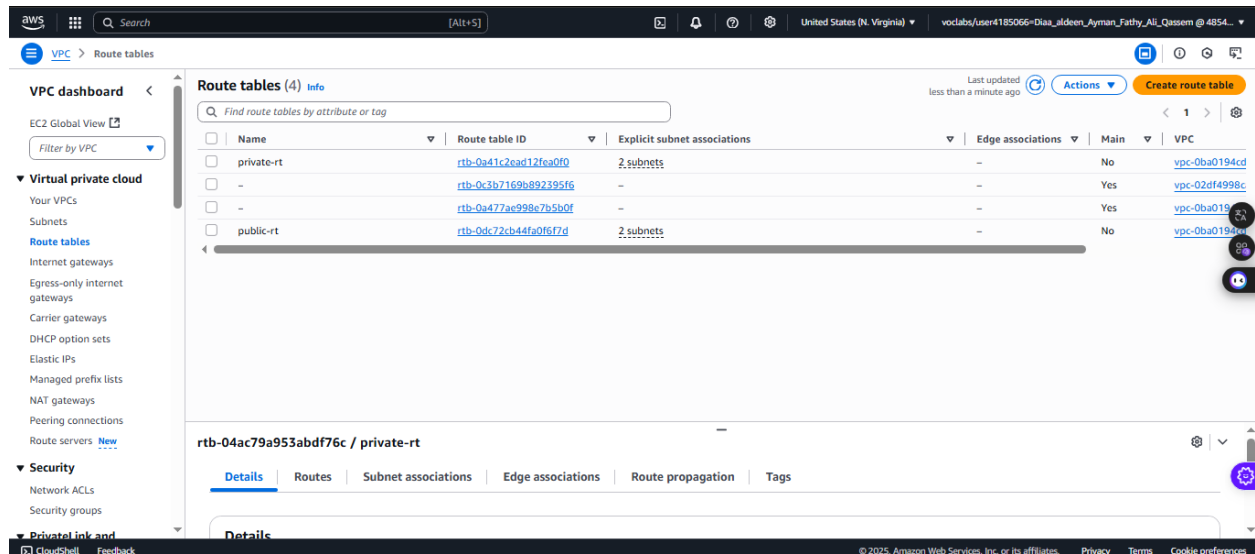 aws Search [Alt+S] United States (N. Virginia) voclabs/user4185066=Diaa_aldeen_Ayman_Fathy_Ali_Qassem @ 4854...
VPC > Route tables
VPC dashboard
EC2 Global View
Filter by VPC
Virtual private cloud
Your VPCs
Subnets
Route tables
Internet gateways
Egress-only internet
gateways
Carrier gateways
DHCP option sets
Elastic IPs
Managed prefix lists
NAT gateways
Peering connections
Route servers New
Security
Network ACLs
Security groups
PrivateLink and
Route tables (4) Info
Last updated
less than a minute ago
Actions
Create route table
Find route tables by attribute or tag
1
Name Route table ID Explicit subnet associations Edge associations Main VPC
private-rt rtb-0a41c2ead12fea0f0 2 subnets – No vpc-0ba0194cd
– rtb-0c3b7169b892395f6 – – Yes vpc-02df4998c
– rtb-0a477ae998e7b5b0f – – Yes vpc-0ba019
public-rt rtb-0dc72cb44fa0f6f7d 2 subnets – No vpc-0ba0194cd
rtb-04ac79a953abdf76c / private-rt
Details Routes Subnet associations Edge associations Route propagation Tags
Details
CloudShell Feedback © 2025, Amazon Web Services, Inc. or its affiliates. Privacy Terms Cookie preferences